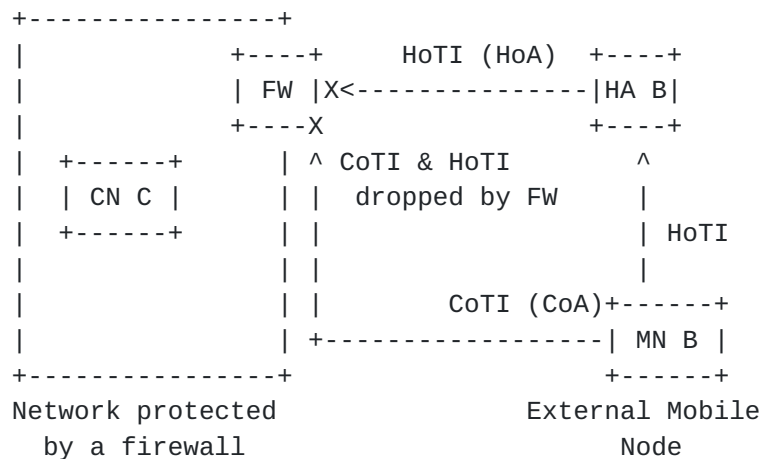 HoTI (HoA)
FW X HA B
X
CoTI & HoTI
CN C dropped by FW
HoTI
CoTI (CoA)
MN B
Network protected External Mobile
by a firewall Node